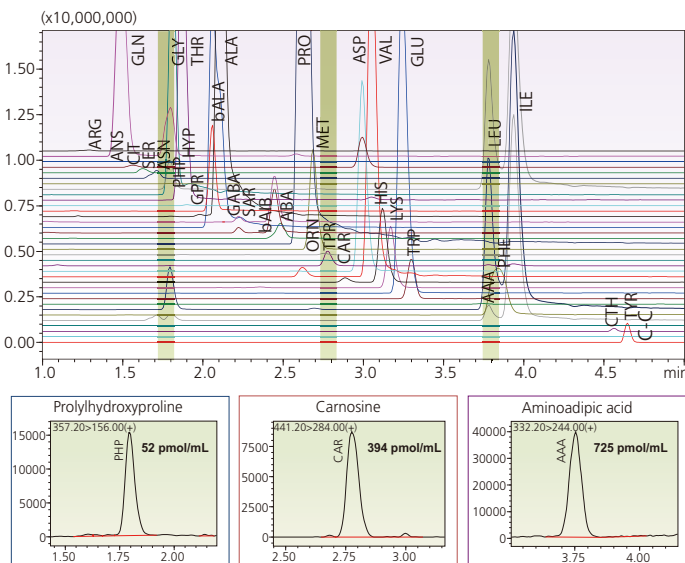 (x10,000,000)
1.50
1.25
1.00
0.75
0.50
0.25
0.00
ARG
ANS
CIT
SER
ASN
PHP
GLN
GLY
HYP
THR
GPR
ALA
bALA
GABA
SAR
bAIB
ABA
PRO
ORN
MET
TPR
CAR
ASP
VAL
HIS
LYS
GLU
TRP
LEU
AAA
PHE
ILE
CTH
TYR
C-C
1.0 1.5 2.0 2.5 3.0 3.5 4.0 4.5 min
Prolylhydroxyproline
357.20>156.00(+)
52 pmol/mL
PHP
15000
10000
5000
0
1.50 1.75 2.00
Carnosine
441.20>284.00(+)
394 pmol/mL
CAR
7500
5000
2500
0
2.50 2.75 3.00
Aminoadipic acid
332.20>244.00(+)
725 pmol/mL
AAA
40000
30000
20000
10000
0
3.75 4.00